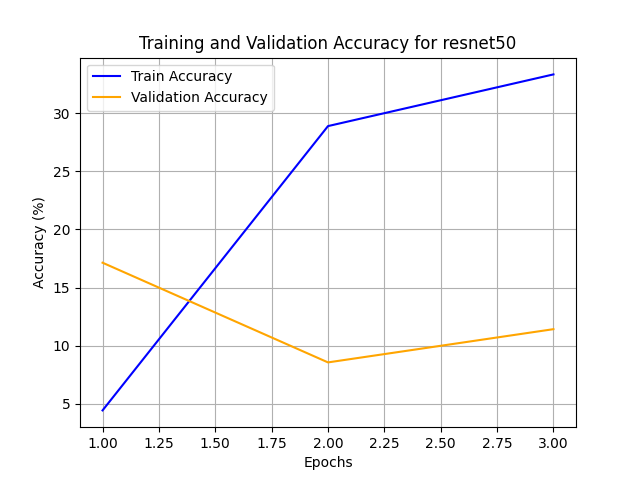 Training and Validation Accuracy for resnet50
Train Accuracy
Validation Accuracy
Accuracy (%)
30
25
20
15
10
5
1.00 1.25 1.50 1.75 2.00 2.25 2.50 2.75 3.00
Epochs